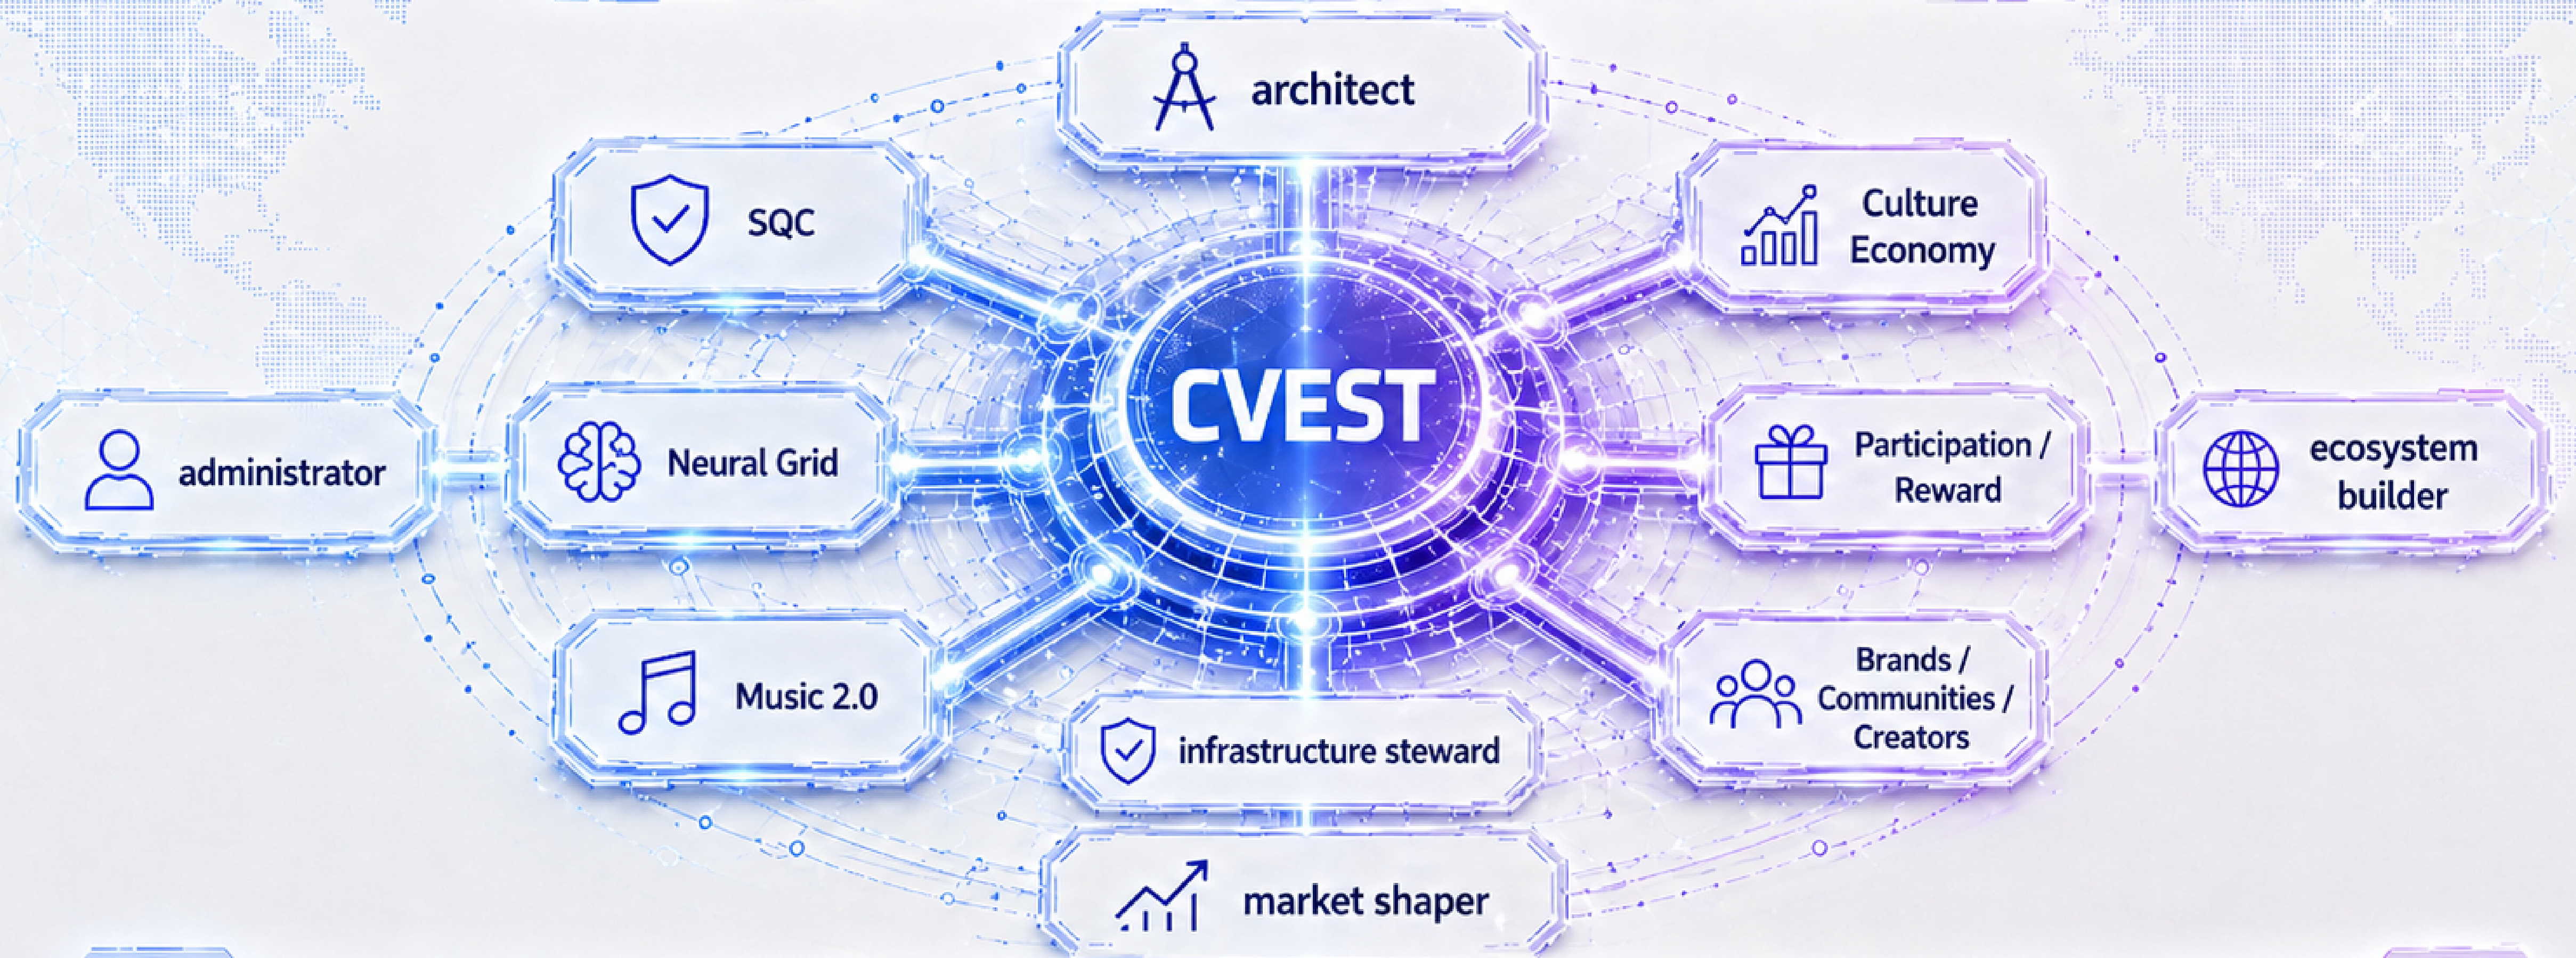 architect
SQC
Culture
Economy
CVEST
administrator
Neural Grid
Participation /
Reward
ecosystem
builder
Music 2.0
Brands /
Communities /
Creators
infrastructure steward
market shaper